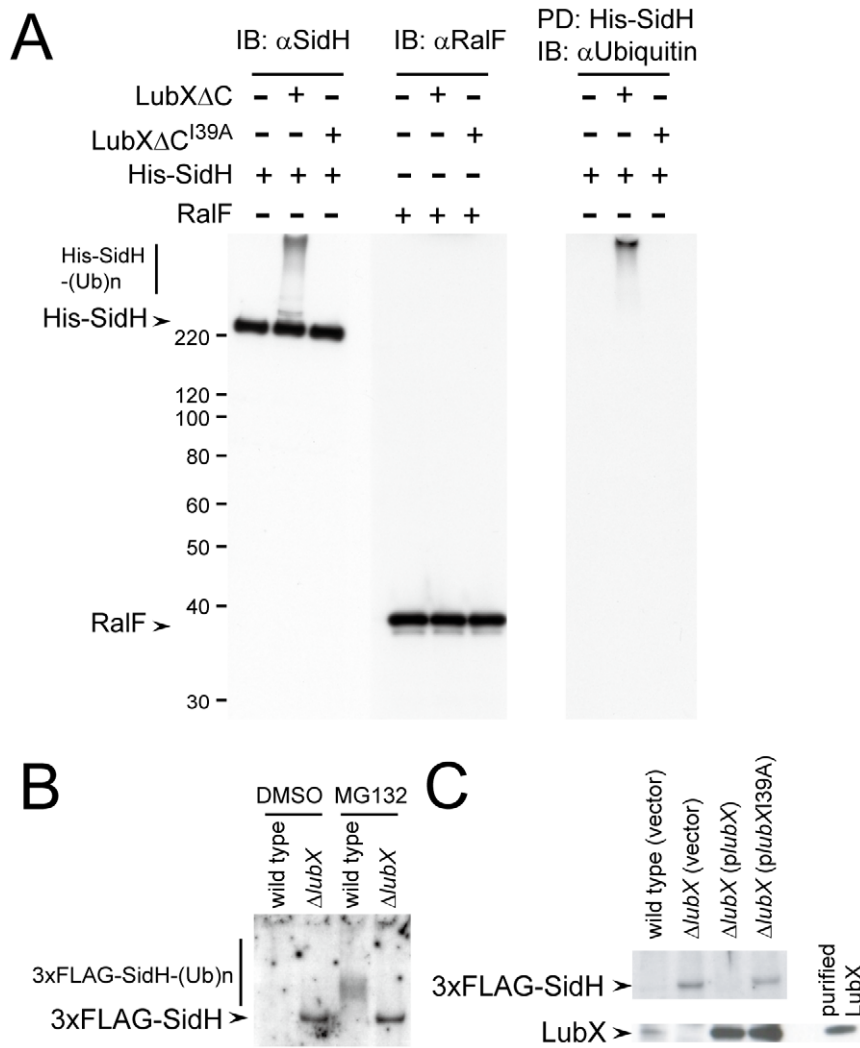 A
IB: αSidH
IB: αRalF
PD: His-SidH
IB: αUbiquitin
LubXΔC - + - - + - - + -
LubXΔC^I39A - - + - - + - - +
His-SidH + + + - - - + + +
RalF - - - + + + - - -
His-SidH
-(Ub)n
His-SidH
220
120
100
80
60
50
40
RalF
30
B
DMSO MG132
wild type
ΔlubX
wild type
ΔlubX
3xFLAG-SidH-(Ub)n
3xFLAG-SidH
C
wild type (vector)
ΔlubX (vector)
ΔlubX (plubX)
ΔlubX (plubXI39A)
purified
LubX
3xFLAG-SidH
LubX